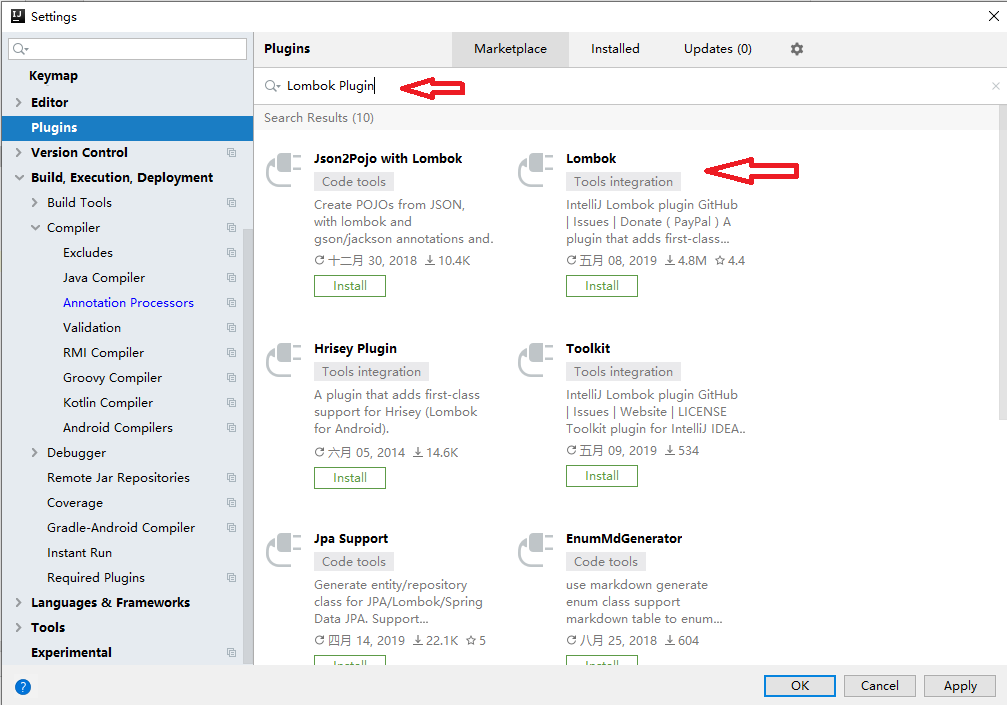 Settings
Keymap
Editor
Plugins
Version Control
Build, Execution, Deployment
Build Tools
Compiler
Excludes
Java Compiler
Annotation Processors
Validation
RMI Compiler
Groovy Compiler
Kotlin Compiler
Android Compilers
Debugger
Remote Jar Repositories
Coverage
Gradle-Android Compiler
Instant Run
Required Plugins
Languages & Frameworks
Tools
Experimental
Plugins
Marketplace
Installed
Updates (0)
Lombok Plugin
Search Results (10)
Json2Pojo with Lombok
Code tools
Create POJOs from JSON,
with lombok and
gson/jackson annotations and.
十二月 30, 2018 10.4K
Install
Lombok
Tools integration
IntelliJ Lombok plugin GitHub
| Issues | Donate ( PayPal ) A
plugin that adds first-class...
五月 08, 2019 4.8M 4.4
Install
Hrisey Plugin
Tools integration
A plugin that adds first-class
support for Hrisey (Lombok
for Android).
六月 05, 2014 14.6K
Install
Toolkit
Tools integration
IntelliJ Lombok plugin GitHub
| Issues | Website | LICENSE
Toolkit plugin for IntelliJ IDEA..
五月 09, 2019 534
Install
Jpa Support
Code tools
Generate entity/repository
class for JPA/Lombok/Spring
Data JPA. Support...
四月 14, 2019 22.1K 5
Install
EnumMdGenerator
Code tools
use markdown generate
enum class support
markdown table to enum...
八月 25, 2018 604
Install
?
OK
Cancel
Apply